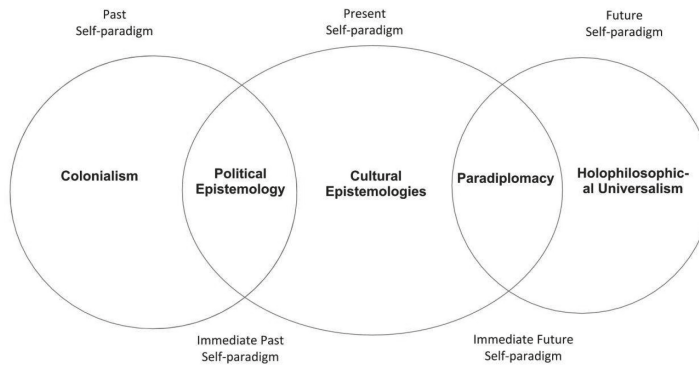 Past
Self-paradigm
Present
Self-paradigm
Future
Self-paradigm
Colonialism
Political
Epistemology
Cultural
Epistemologies
Paradiplomacy
Holophilosophic-
al Universalism
Immediate Past
Self-paradigm
Immediate Future
Self-paradigm